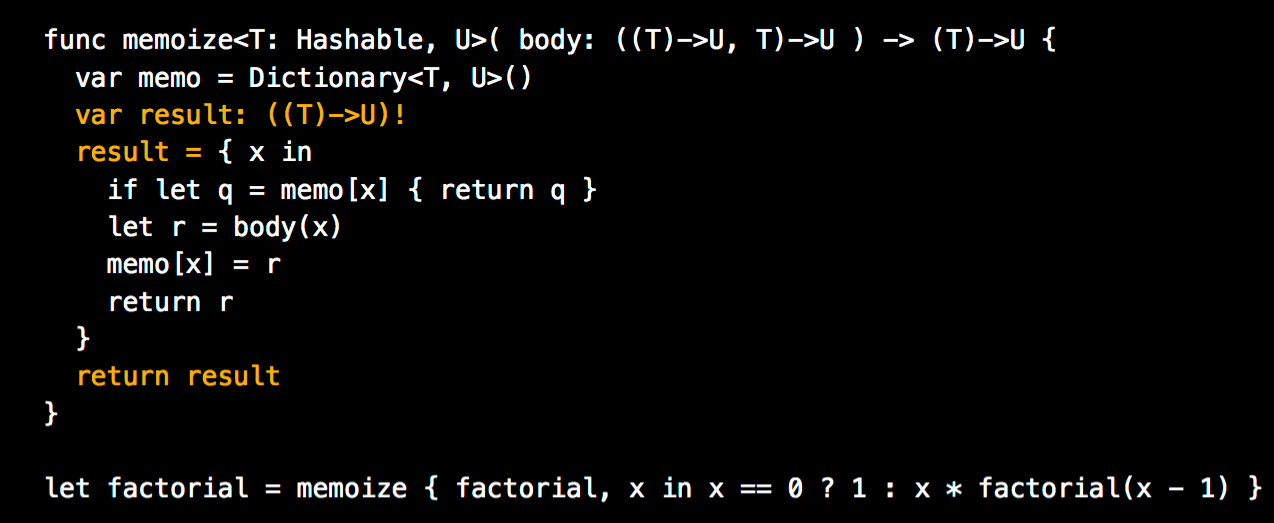 func memoize<T: Hashable, U>( body: ((T)->U, T)->U ) -> (T)->U {
  var memo = Dictionary<T, U>()
  var result: ((T)->U)!
  result = { x in
    if let q = memo[x] { return q }
    let r = body(x)
    memo[x] = r
    return r
  }
  return result
}

let factorial = memoize { factorial, x in x == 0 ? 1 : x * factorial(x - 1) }